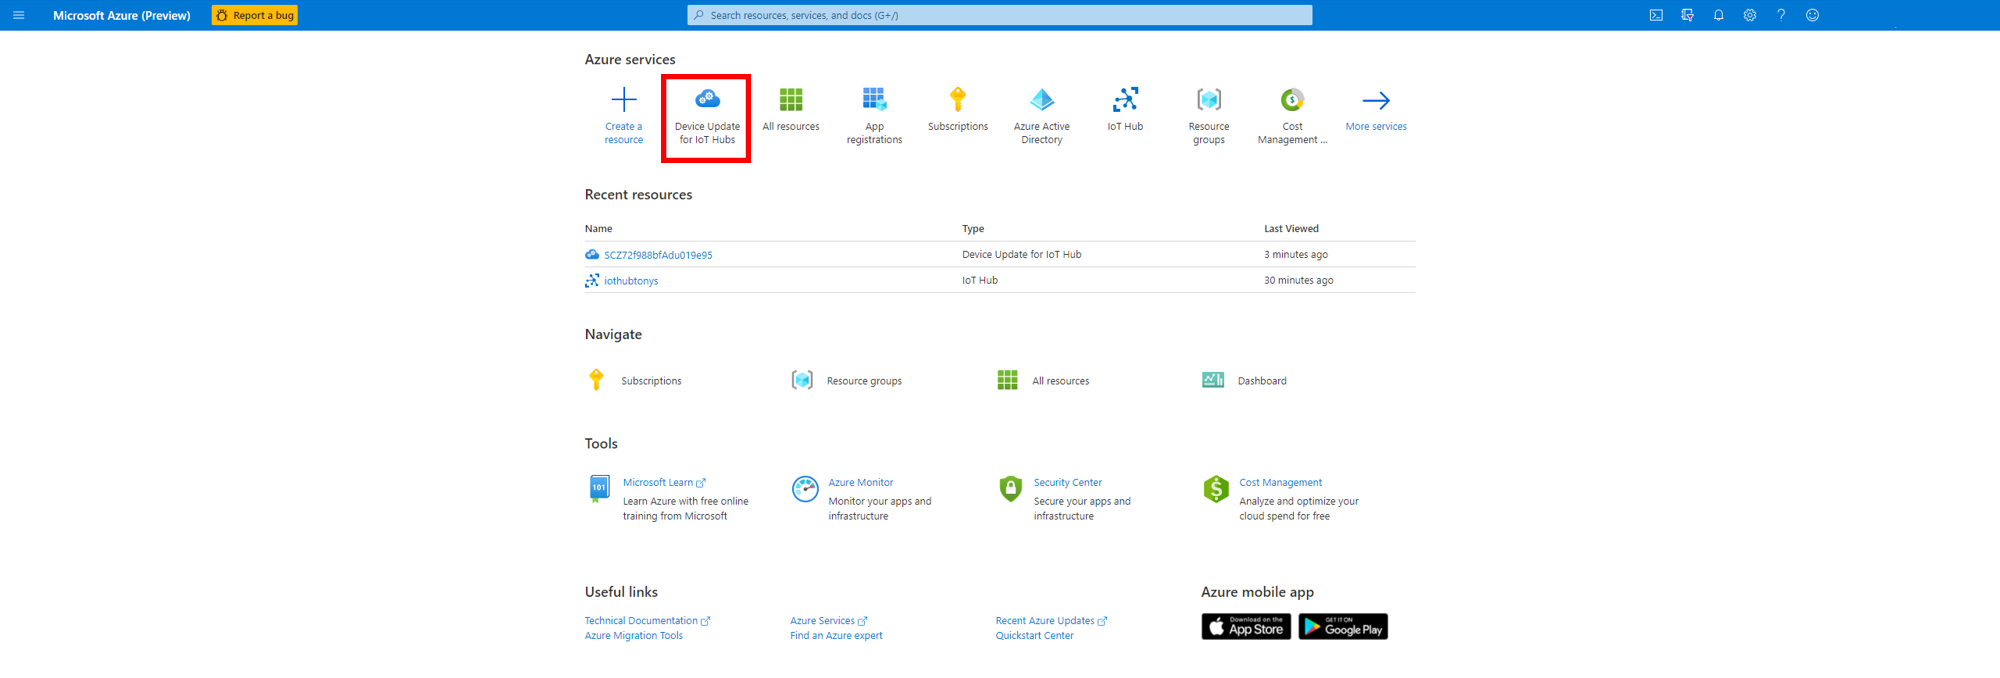 Microsoft Azure (Preview)
Report a bug
Search resources, services, and docs (G+/)
Azure services
Create a
resource
Device Update
for IoT Hubs
All resources
App
registrations
Subscriptions
Azure Active
Directory
IoT Hub
Resource
groups
Cost
Management ...
More services
Recent resources
Name Type Last Viewed
SCZ72f988bfAdu019e95 Device Update for IoT Hub 3 minutes ago
iothubtonys IoT Hub 30 minutes ago
Navigate
Subscriptions Resource groups All resources Dashboard
Tools
101
Microsoft Learn
Learn Azure with free online
training from Microsoft
Azure Monitor
Monitor your apps and
infrastructure
Security Center
Secure your apps and
infrastructure
Cost Management
Analyze and optimize your
cloud spend for free
Useful links
Technical Documentation Azure Services Recent Azure Updates
Azure Migration Tools Find an Azure expert Quickstart Center
Azure mobile app
Download on the
App Store
GET IT ON
Google Play